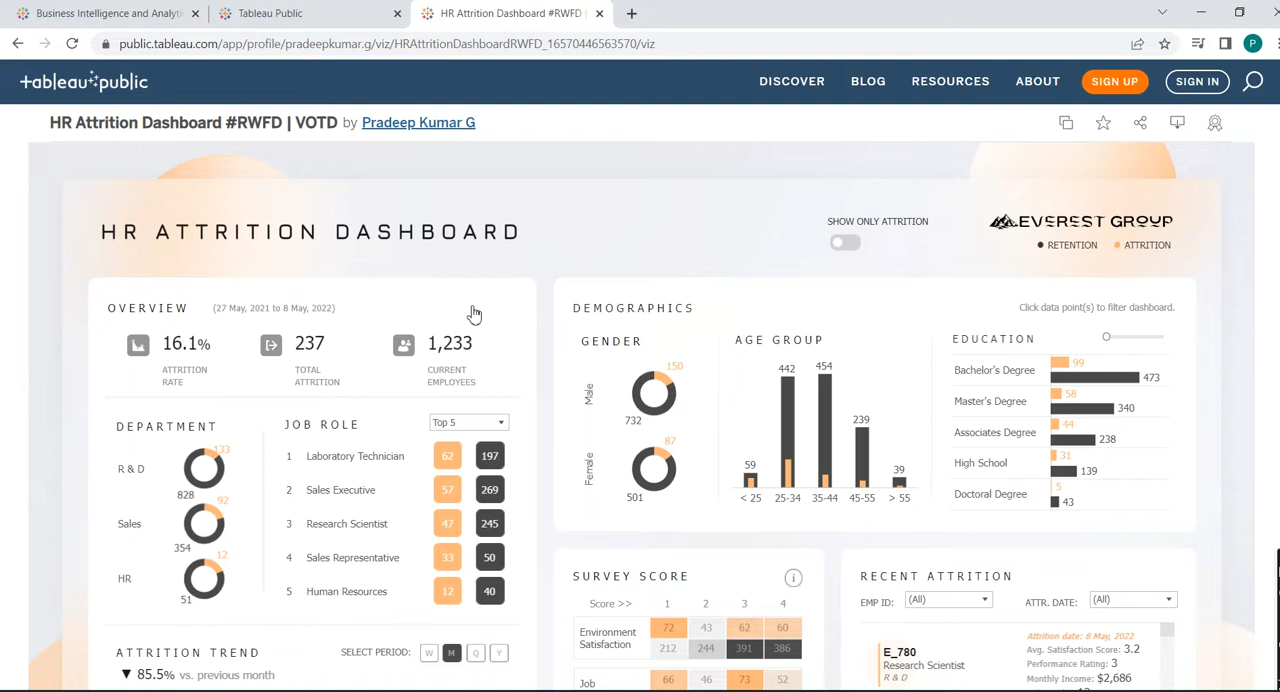 Business Intelligence and Analyti
Tableau Public
HR Attrition Dashboard #RWFD |
public.tableau.com/app/profile/pradeepkumar.g/viz/HRAttritionDashboardRWFD_16570446563570/viz
P
+ableau public
DISCOVER
BLOG
RESOURCES
ABOUT
SIGN UP
SIGN IN
HR Attrition Dashboard #RWFD | VOTD by Pradeep Kumar G
HR ATTRITION DASHBOARD
SHOW ONLY ATTRITION
EVEREST GROUP
RETENTION
ATTRITION
OVERVIEW
(27 May, 2021 to 8 May, 2022)
16.1%
ATTRITION
RATE
237
TOTAL
ATTRITION
1,233
CURRENT
EMPLOYEES
DEPARTMENT
R & D
133
828
Sales
92
354
HR
12
51
JOB ROLE
Top 5
1 Laboratory Technician 62 197
2 Sales Executive 57 269
3 Research Scientist 47 245
4 Sales Representative 33 50
5 Human Resources 12 40
ATTRITION TREND
SELECT PERIOD:
W M Q Y
▼ 85.5% vs. previous month
DEMOGRAPHICS
Click data point(s) to filter dashboard.
GENDER
Male
150
732
Female
87
501
AGE GROUP
59 442 454 239 39
< 25 25-34 35-44 45-55 > 55
EDUCATION
Bachelor's Degree 99
473
Master's Degree 58
340
Associates Degree 44
238
High School 31
139
Doctoral Degree 5
43
SURVEY SCORE
i
Score >> 1 2 3 4
Environment
Satisfaction
72 43 62 60
212 244 391 386
Job
66 46 73 52
RECENT ATTRITION
EMP ID: (All)
ATTR. DATE: (All)
E_780
Research Scientist
R & D
Attrition date: 8 May, 2022
Avg. Satisfaction Score: 3.2
Performance Rating: 3
Monthly Income: $2,686